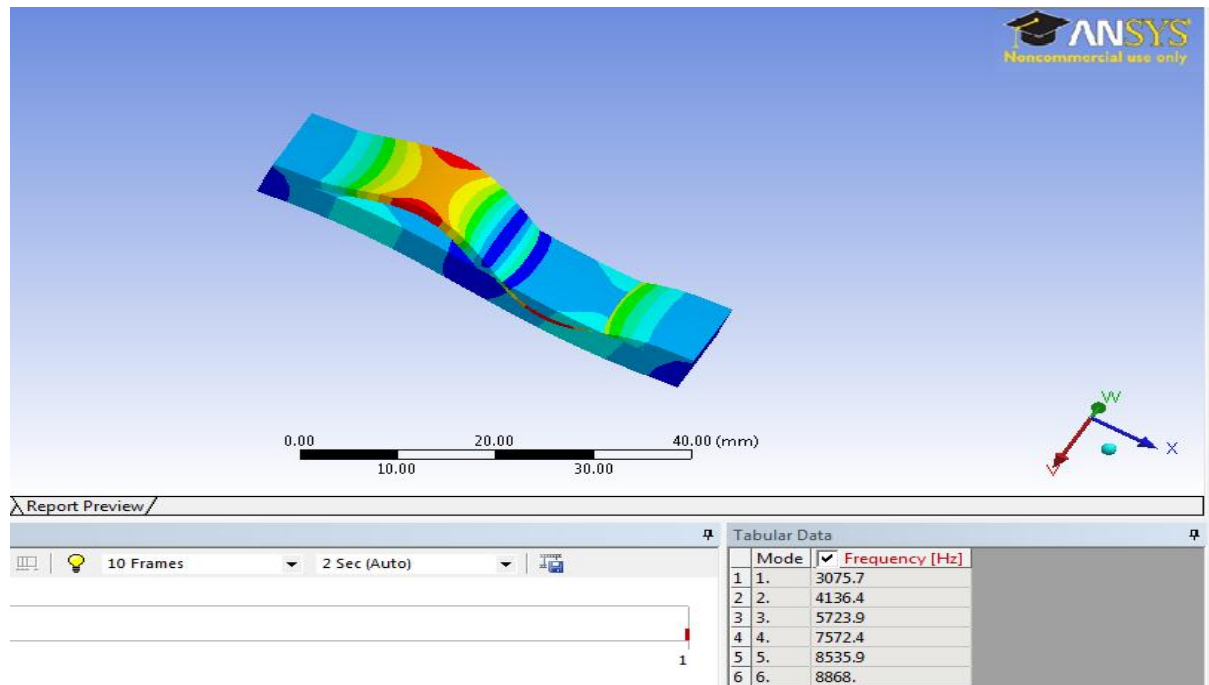 ANSYS
Noncommercial use only
W
X
0.00 20.00 40.00 (mm)
10.00 30.00
Report Preview
Tabular Data
10 Frames 2 Sec (Auto)
Mode Frequency [Hz]
1 1. 3075.7
2 2. 4136.4
3 3. 5723.9
4 4. 7572.4
1
5 5. 8535.9
6 6. 8868.